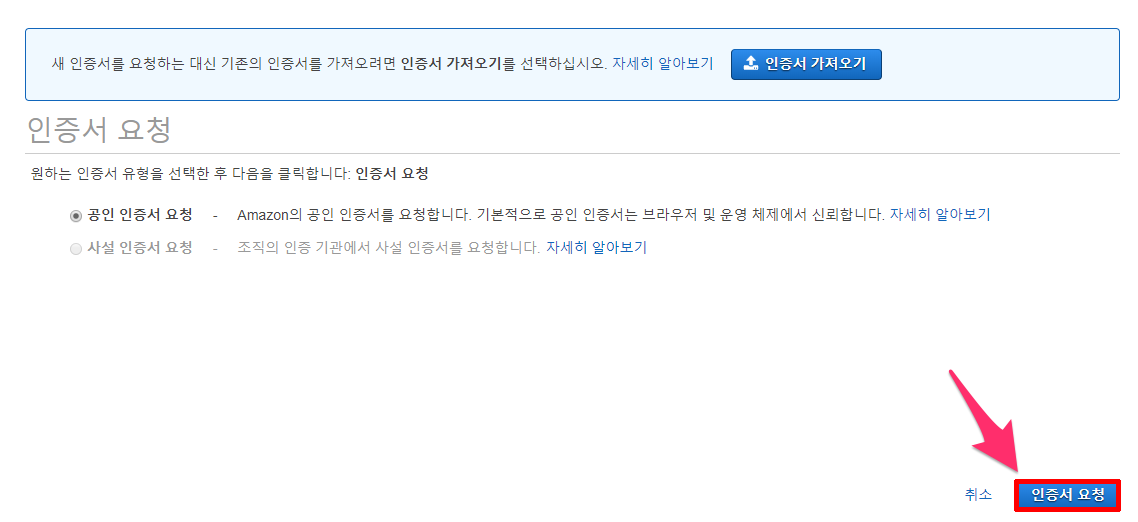 새 인증서를 요청하는 대신 기존의 인증서를 가져오려면 인증서 가져오기를 선택하십시오. 자세히 알아보기 인증서 가져오기
인증서 요청
원하는 인증서 유형을 선택한 후 다음을 클릭합니다: 인증서 요청
공인 인증서 요청 - Amazon의 공인 인증서를 요청합니다. 기본적으로 공인 인증서는 브라우저 및 운영 체제에서 신뢰합니다. 자세히 알아보기
사설 인증서 요청 - 조직의 인증 기관에서 사설 인증서를 요청합니다. 자세히 알아보기
취소 인증서 요청